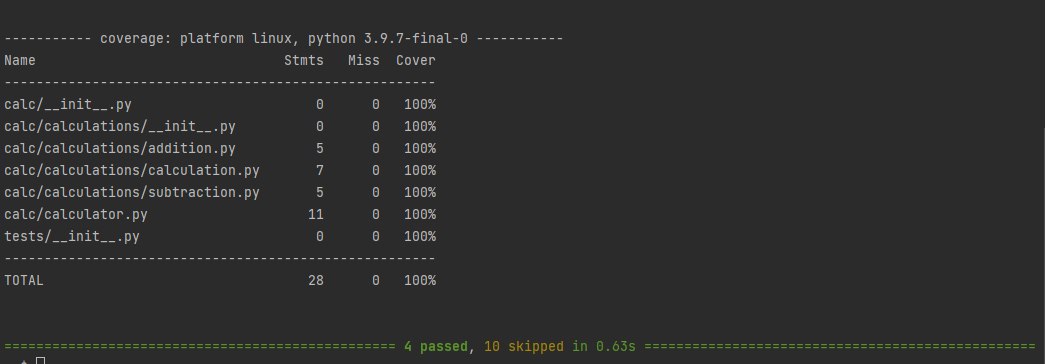 ----------- coverage: platform linux, python 3.9.7-final-0 -----------
Name                               Stmts   Miss  Cover
------------------------------------------------------
calc/__init__.py                       0      0   100%
calc/calculations/__init__.py          0      0   100%
calc/calculations/addition.py          5      0   100%
calc/calculations/calculation.py       7      0   100%
calc/calculations/subtraction.py       5      0   100%
calc/calculator.py                    11      0   100%
tests/__init__.py                      0      0   100%
------------------------------------------------------
TOTAL                                 28      0   100%
================================================= 4 passed, 10 skipped in 0.63s =================================================